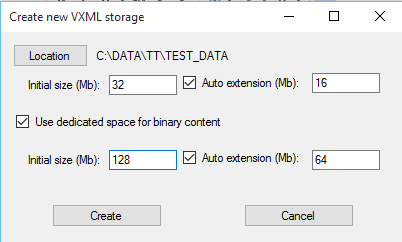 Create new VXML storage
Location C:\DATA\TT\TEST_DATA
Initial size (Mb): 32 Auto extension (Mb): 16
Use dedicated space for binary content
Initial size (Mb): 128 Auto extension (Mb): 64
Create Cancel